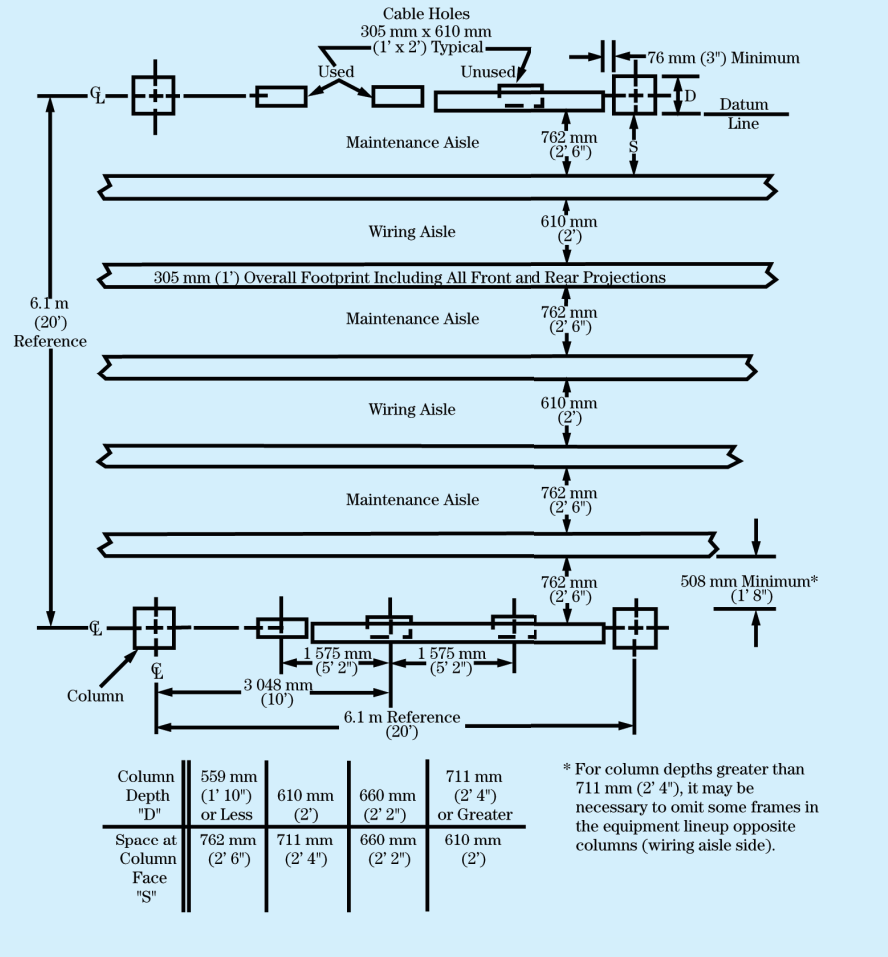 Cable Holes
305 mm x 610 mm
(1' x 2') Typical
Used
Unused
76 mm (3") Minimum
℄
D
Datum
Line
Maintenance Aisle
762 mm
(2' 6")
S
Wiring Aisle
610 mm
(2')
305 mm (1') Overall Footprint Including All Front and Rear Projections
6.1 m
(20')
Reference
Maintenance Aisle
762 mm
(2' 6")
Wiring Aisle
610 mm
(2')
Maintenance Aisle
762 mm
(2' 6")
762 mm
(2' 6")
508 mm Minimum*
(1' 8")
℄
℄
Column
1 575 mm
(5' 2")
1 575 mm
(5' 2")
3 048 mm
(10')
6.1 m Reference
(20')
Column
Depth
"D"
559 mm
(1' 10")
or Less
610 mm
(2')
660 mm
(2' 2")
711 mm
(2' 4")
or Greater
Space at
Column
Face
"S"
762 mm
(2' 6")
711 mm
(2' 4")
660 mm
(2' 2")
610 mm
(2')
* For column depths greater than
711 mm (2' 4"), it may be
necessary to omit some frames in
the equipment lineup opposite
columns (wiring aisle side).